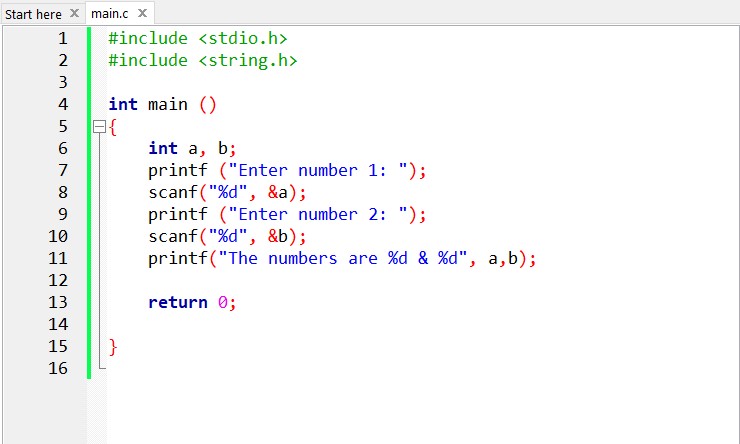 Start here X main.c X
1 #include <stdio.h>
2 #include <string.h>
3
4 int main ()
5 {
6     int a, b;
7     printf ("Enter number 1: ");
8     scanf("%d", &a);
9     printf ("Enter number 2: ");
10     scanf("%d", &b);
11     printf("The numbers are %d & %d", a,b);
12
13     return 0;
14
15 }
16